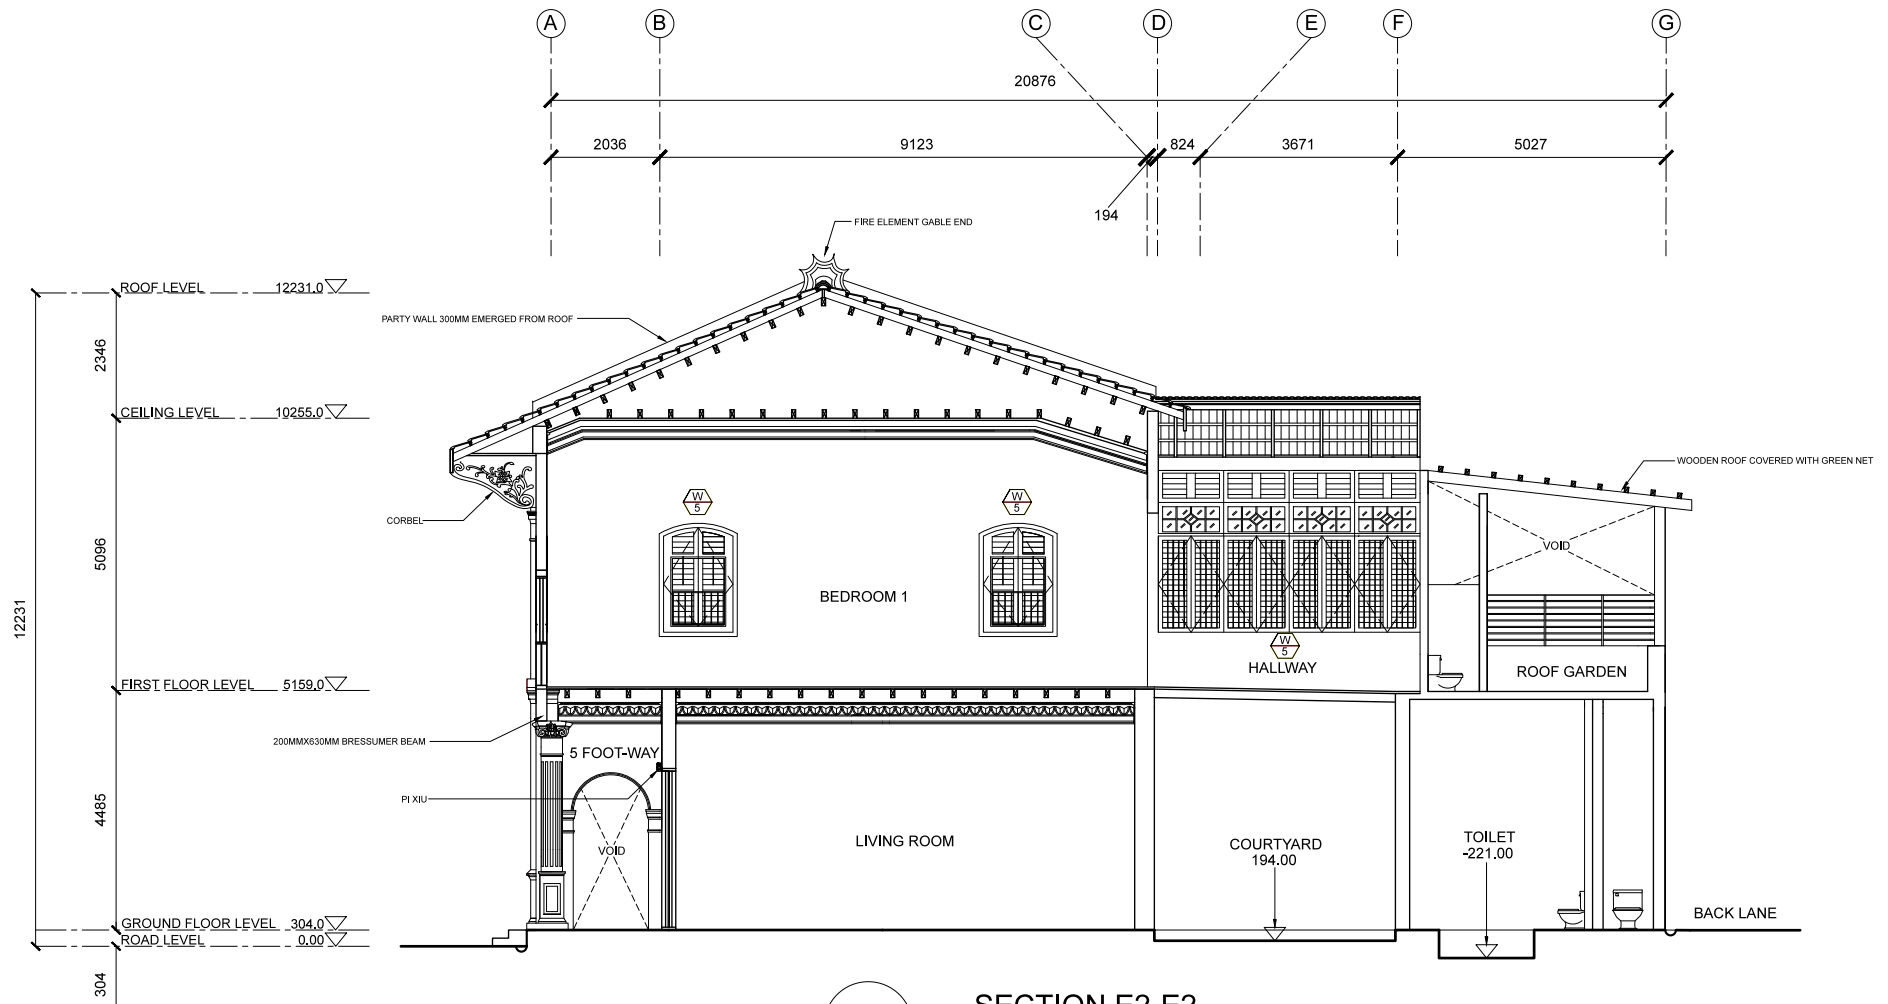 A B C D E F G
20876
2036 9123 824 3671 5027
194
FIRE ELEMENT GABLE END
ROOF LEVEL 12231.0
PARTY WALL 300MM EMERGED FROM ROOF
2346
CEILING LEVEL 10255.0
WOODEN ROOF COVERED WITH GREEN NET
W
5
W
5
CORBEL
5096
VOID
BEDROOM 1
12231
W
5
HALLWAY
ROOF GARDEN
FIRST FLOOR LEVEL 5159.0
200MMX630MM BRESSUMER BEAM
5 FOOT-WAY
PI XIU
4485
LIVING ROOM
COURTYARD
194.00
TOILET
-221.00
VOID
BACK LANE
GROUND FLOOR LEVEL 304.0
ROAD LEVEL 0.00
304